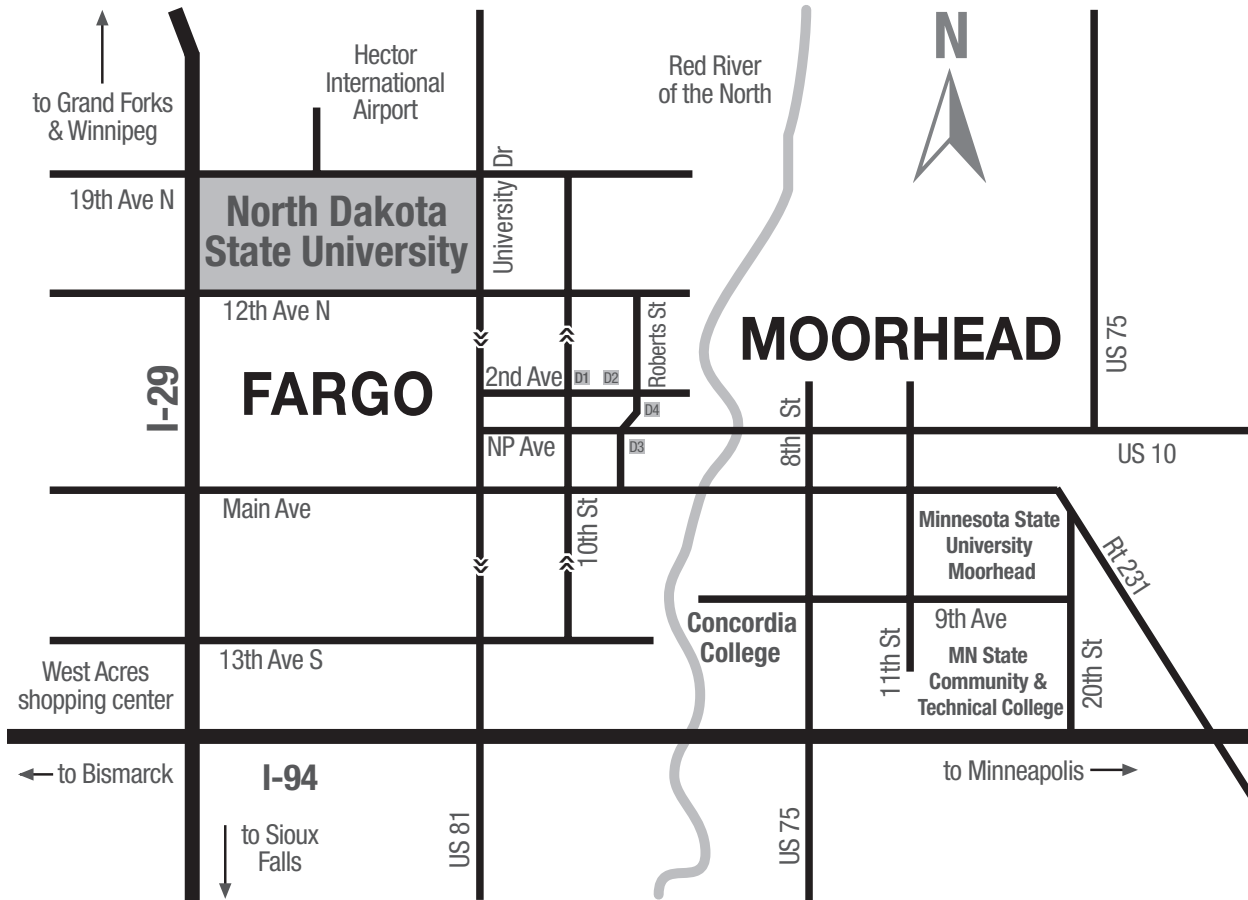 N
Hector
International
Airport
Red River
of the North
to Grand Forks
& Winnipeg
19th Ave N
University Dr
North Dakota
State University
12th Ave N
Roberts St
MOORHEAD
US 75
I-29
FARGO
2nd Ave
D1
D2
D4
8th St
NP Ave
D3
US 10
Main Ave
10th St
Minnesota State
University
Moorhead
Rt 231
Concordia
College
9th Ave
13th Ave S
11th St
MN State
Community &
Technical College
20th St
West Acres
shopping center
to Bismarck
I-94
to Minneapolis
to Sioux
Falls
US 81
US 75